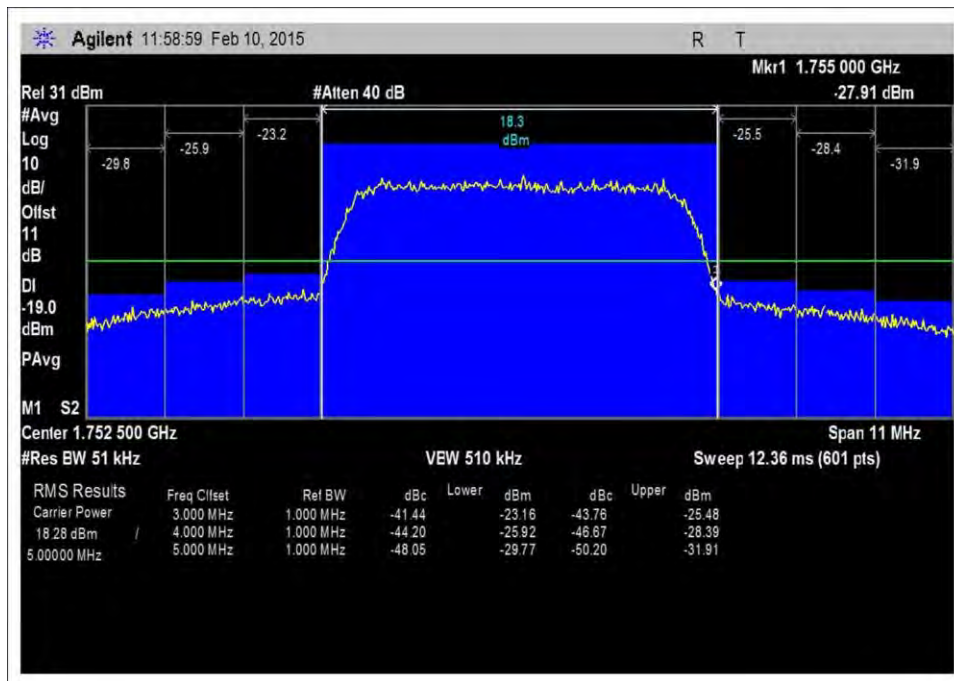 Agilent 11:58:59 Feb 10, 2015 R T
Mkr1 1.755 000 GHz
Ref 31 dBm #Atten 40 dB -27.91 dBm
#Avg
Log
10
dB/
Offst
11
dB
DI
-19.0
dBm
PAvg
M1 S2
-29.8 -25.9 -23.2 18.3 -25.5 -28.4 -31.9
dBm
Center 1.752 500 GHz Span 11 MHz
#Res BW 51 kHz VBW 510 kHz Sweep 12.36 ms (601 pts)
RMS Results Freq Offset Ref BW dBc Lower dBm dBc Upper dBm
Carrier Power 3.000 MHz 1.000 MHz -41.44 -23.16 -43.76 -25.48
18.28 dBm / 4.000 MHz 1.000 MHz -44.20 -25.92 -46.67 -28.39
5.00000 MHz 5.000 MHz 1.000 MHz -48.05 -29.77 -50.20 -31.91